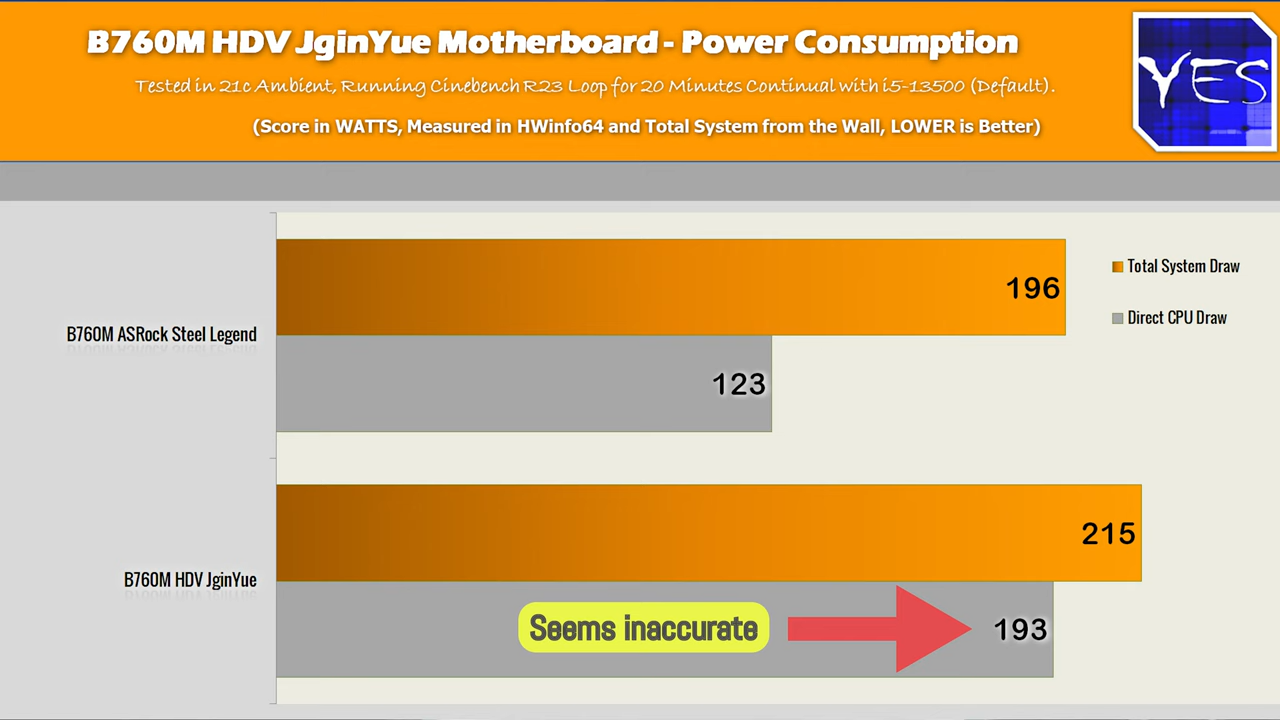 B760M HDV JginYue Motherboard - Power Consumption
Tested in 21c Ambient, Running Cinebench R23 Loop for 20 Minutes Continual with i5-13500 (Default).
(Score in WATTS, Measured in HWinfo64 and Total System from the Wall, LOWER is Better)
YES
196
Total System Draw
Direct CPU Draw
B760M ASRock Steel Legend
123
215
B760M HDV JginYue
Seems inaccurate
193